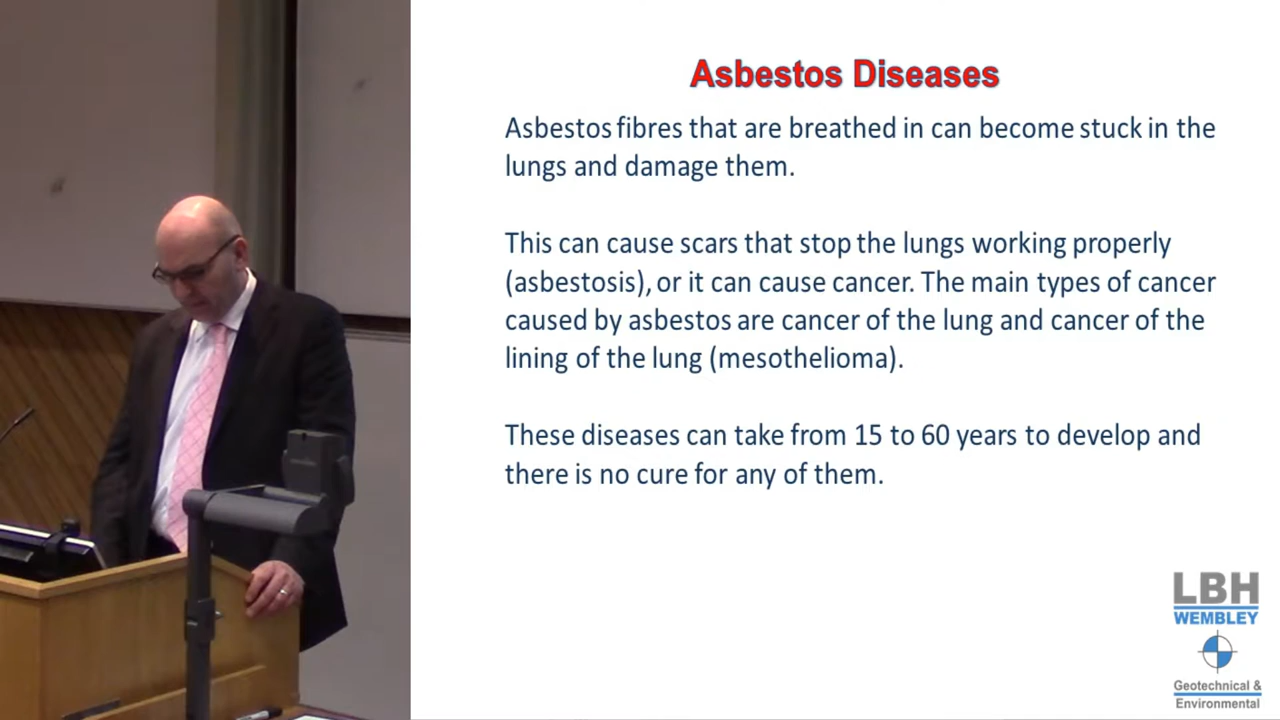 Asbestos Diseases
Asbestos fibres that are breathed in can become stuck in the
lungs and damage them.
This can cause scars that stop the lungs working properly
(asbestosis), or it can cause cancer. The main types of cancer
caused by asbestos are cancer of the lung and cancer of the
lining of the lung (mesothelioma).
These diseases can take from 15 to 60 years to develop and
there is no cure for any of them.
LBH
WEMBLEY
Geotechnical &
Environmental